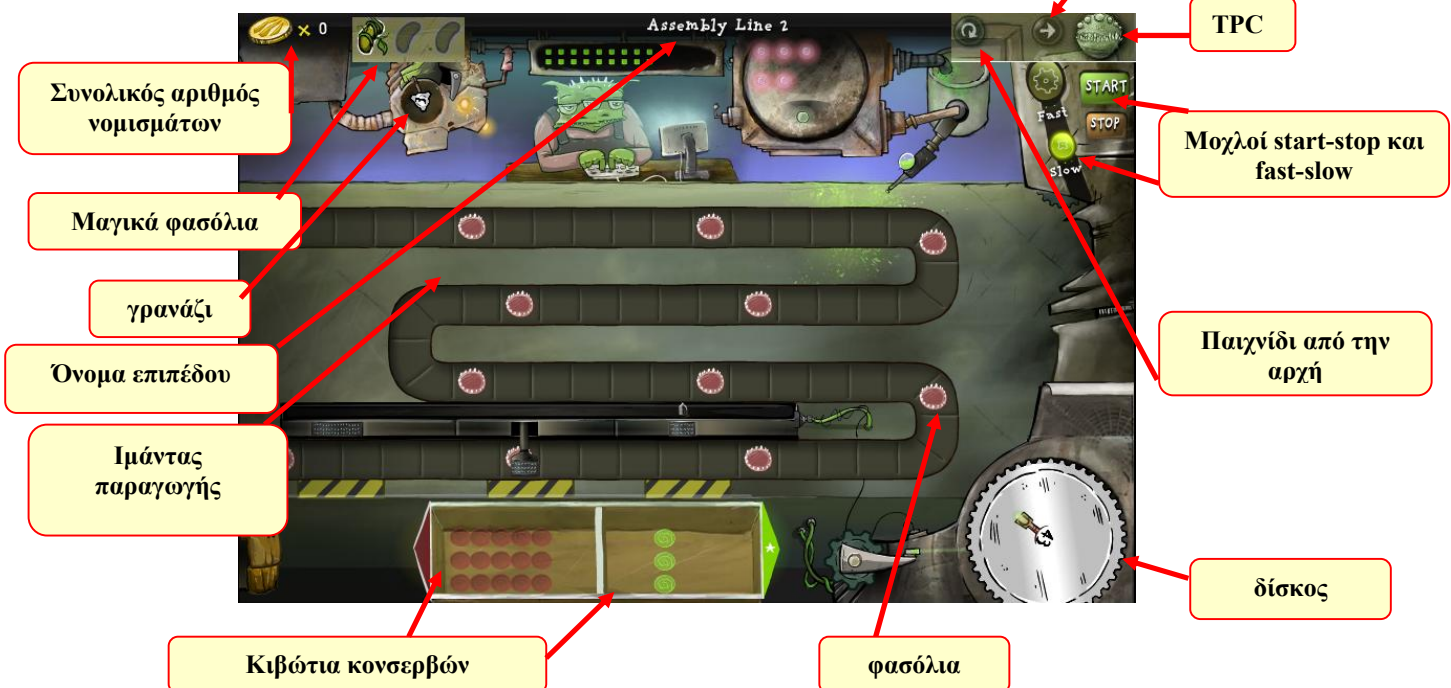 × 0
Assembly Line 2
TPC
START
Fast
STOP
Slow
Συνολικός αριθμός
νομισμάτων
Μοχλοί start-stop και
fast-slow
Μαγικά φασόλια
γρανάζι
Όνομα επιπέδου
Παιχνίδι από την
αρχή
Ιμάντας
παραγωγής
δίσκος
Κιβώτια κονσερβών
φασόλια